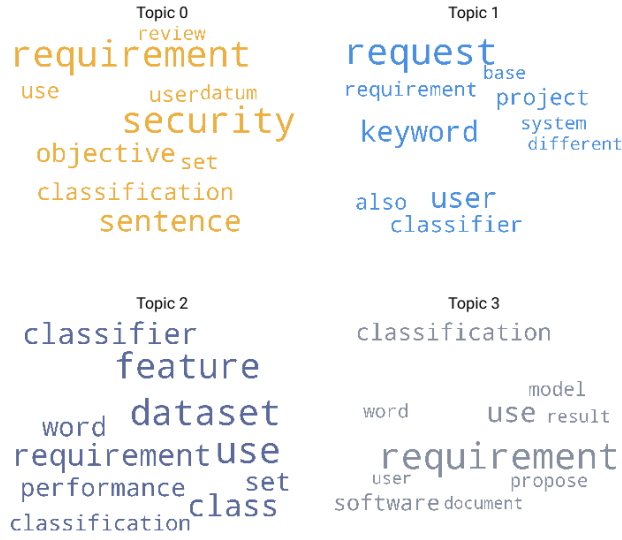 Topic 0
review
requirement
use
user datum
security
objective
set
classification
sentence
Topic 1
request
base
requirement
project
keyword
system
different
also
user
classifier
Topic 2
classifier
feature
dataset
word
requirement
use
performance
set
class
classification
Topic 3
classification
model
word
use
result
requirement
user
propose
software
document